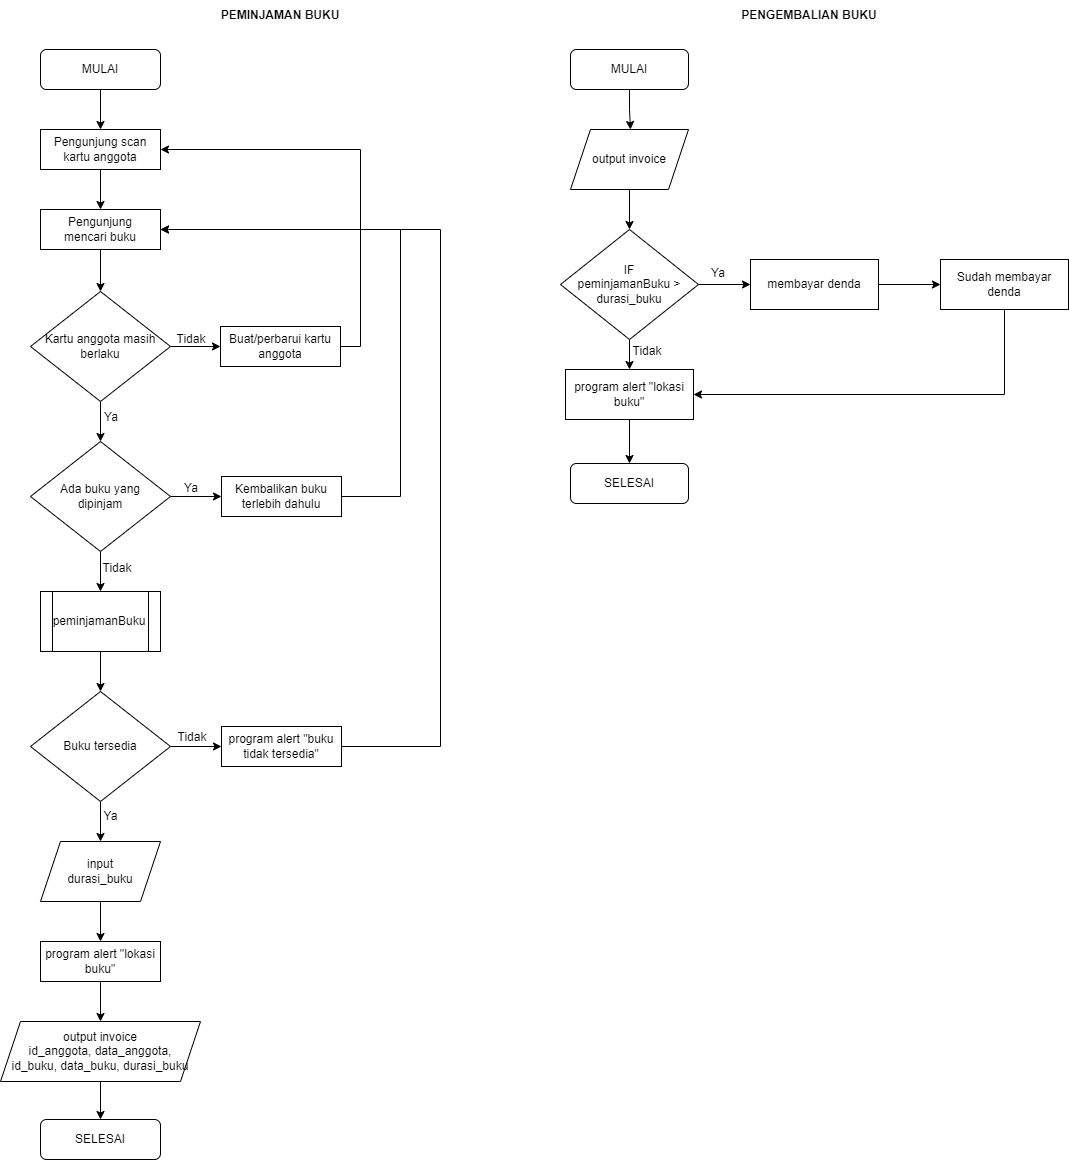 PEMINJAMAN BUKU
MULAI
Pengunjung scan
kartu anggota
Pengunjung
mencari buku
Kartu anggota masih
berlaku
Tidak
Buat/perbarui kartu
anggota
Ya
Ada buku yang
dipinjam
Ya
Kembalikan buku
terlebih dahulu
Tidak
peminjamanBuku
Buku tersedia
Tidak
program alert "buku
tidak tersedia"
Ya
input
durasi_buku
program alert "lokasi
buku"
output invoice
id_anggota, data_anggota,
id_buku, data_buku, durasi_buku
SELESAI
PENGEMBALIAN BUKU
MULAI
output invoice
IF
peminjamanBuku >
durasi_buku
Ya
membayar denda
Sudah membayar
denda
Tidak
program alert "lokasi
buku"
SELESAI